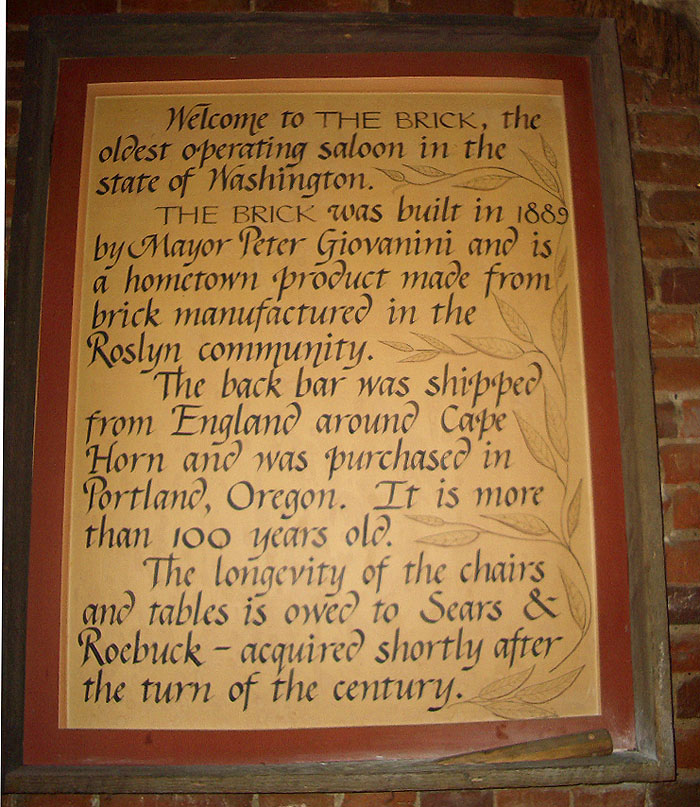 Welcome to THE BRICK, the
oldest operating saloon in the
state of Washington.
THE BRICK was built in 1889
by Mayor Peter Giovanini and is
a hometown product made from
brick manufactured in the
Roslyn community.
The back bar was shipped
from England around Cape
Horn and was purchased in
Portland, Oregon. It is more
than 100 years old.
The longevity of the chairs
and tables is owed to Sears &
Roebuck - acquired shortly after
the turn of the century.